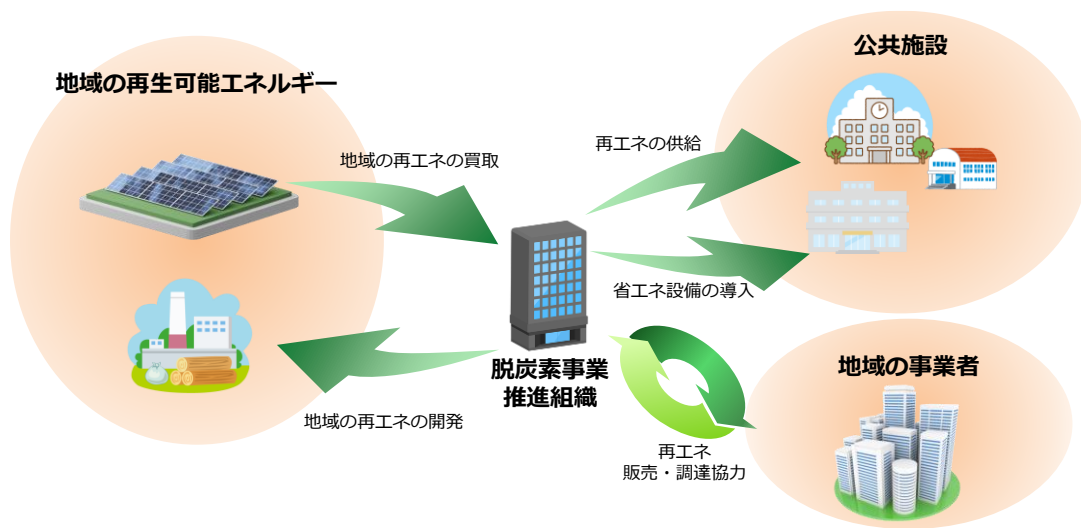 地域の再生可能エネルギー
地域の再エネの買取
地域の再エネの開発
脱炭素事業
推進組織
公共施設
再エネの供給
省エネ設備の導入
地域の事業者
再エネ
販売・調達協力